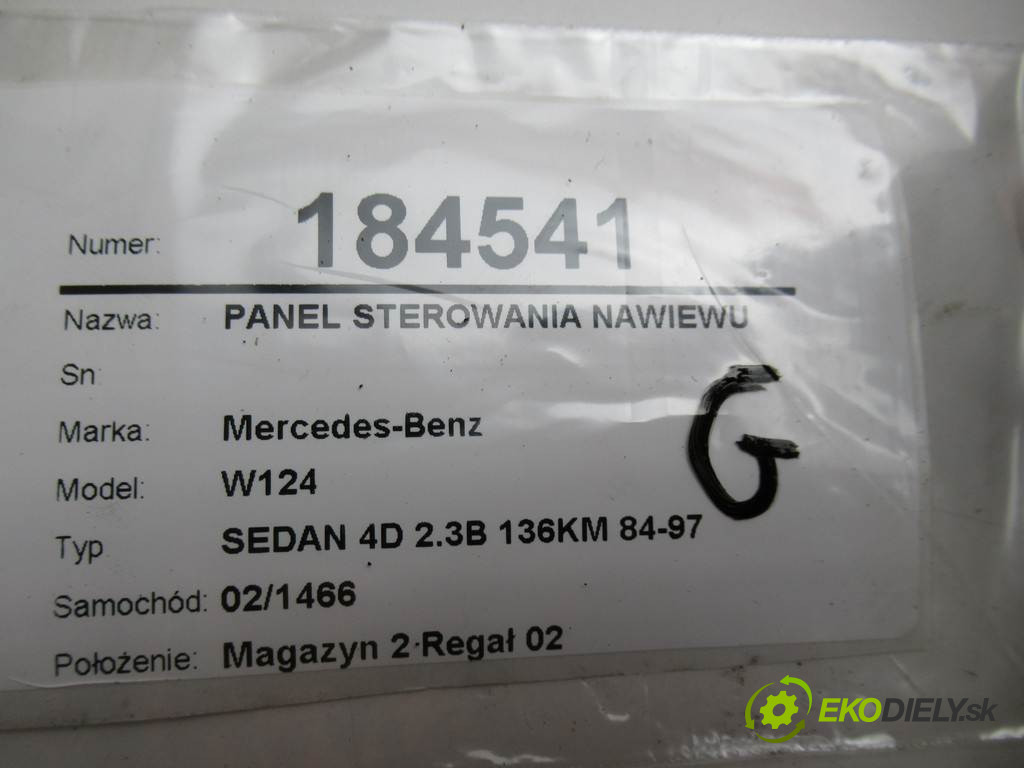 Numer: 184541
Nazwa: PANEL STEROWANIA NAWIEWU
Sn
Marka: Mercedes-Benz
Model: W124
Typ SEDAN 4D 2.3B 136KM 84-97
Samochód: 02/1466
Położenie: Magazyn 2 Regał 02
G
EKODIELY.sk